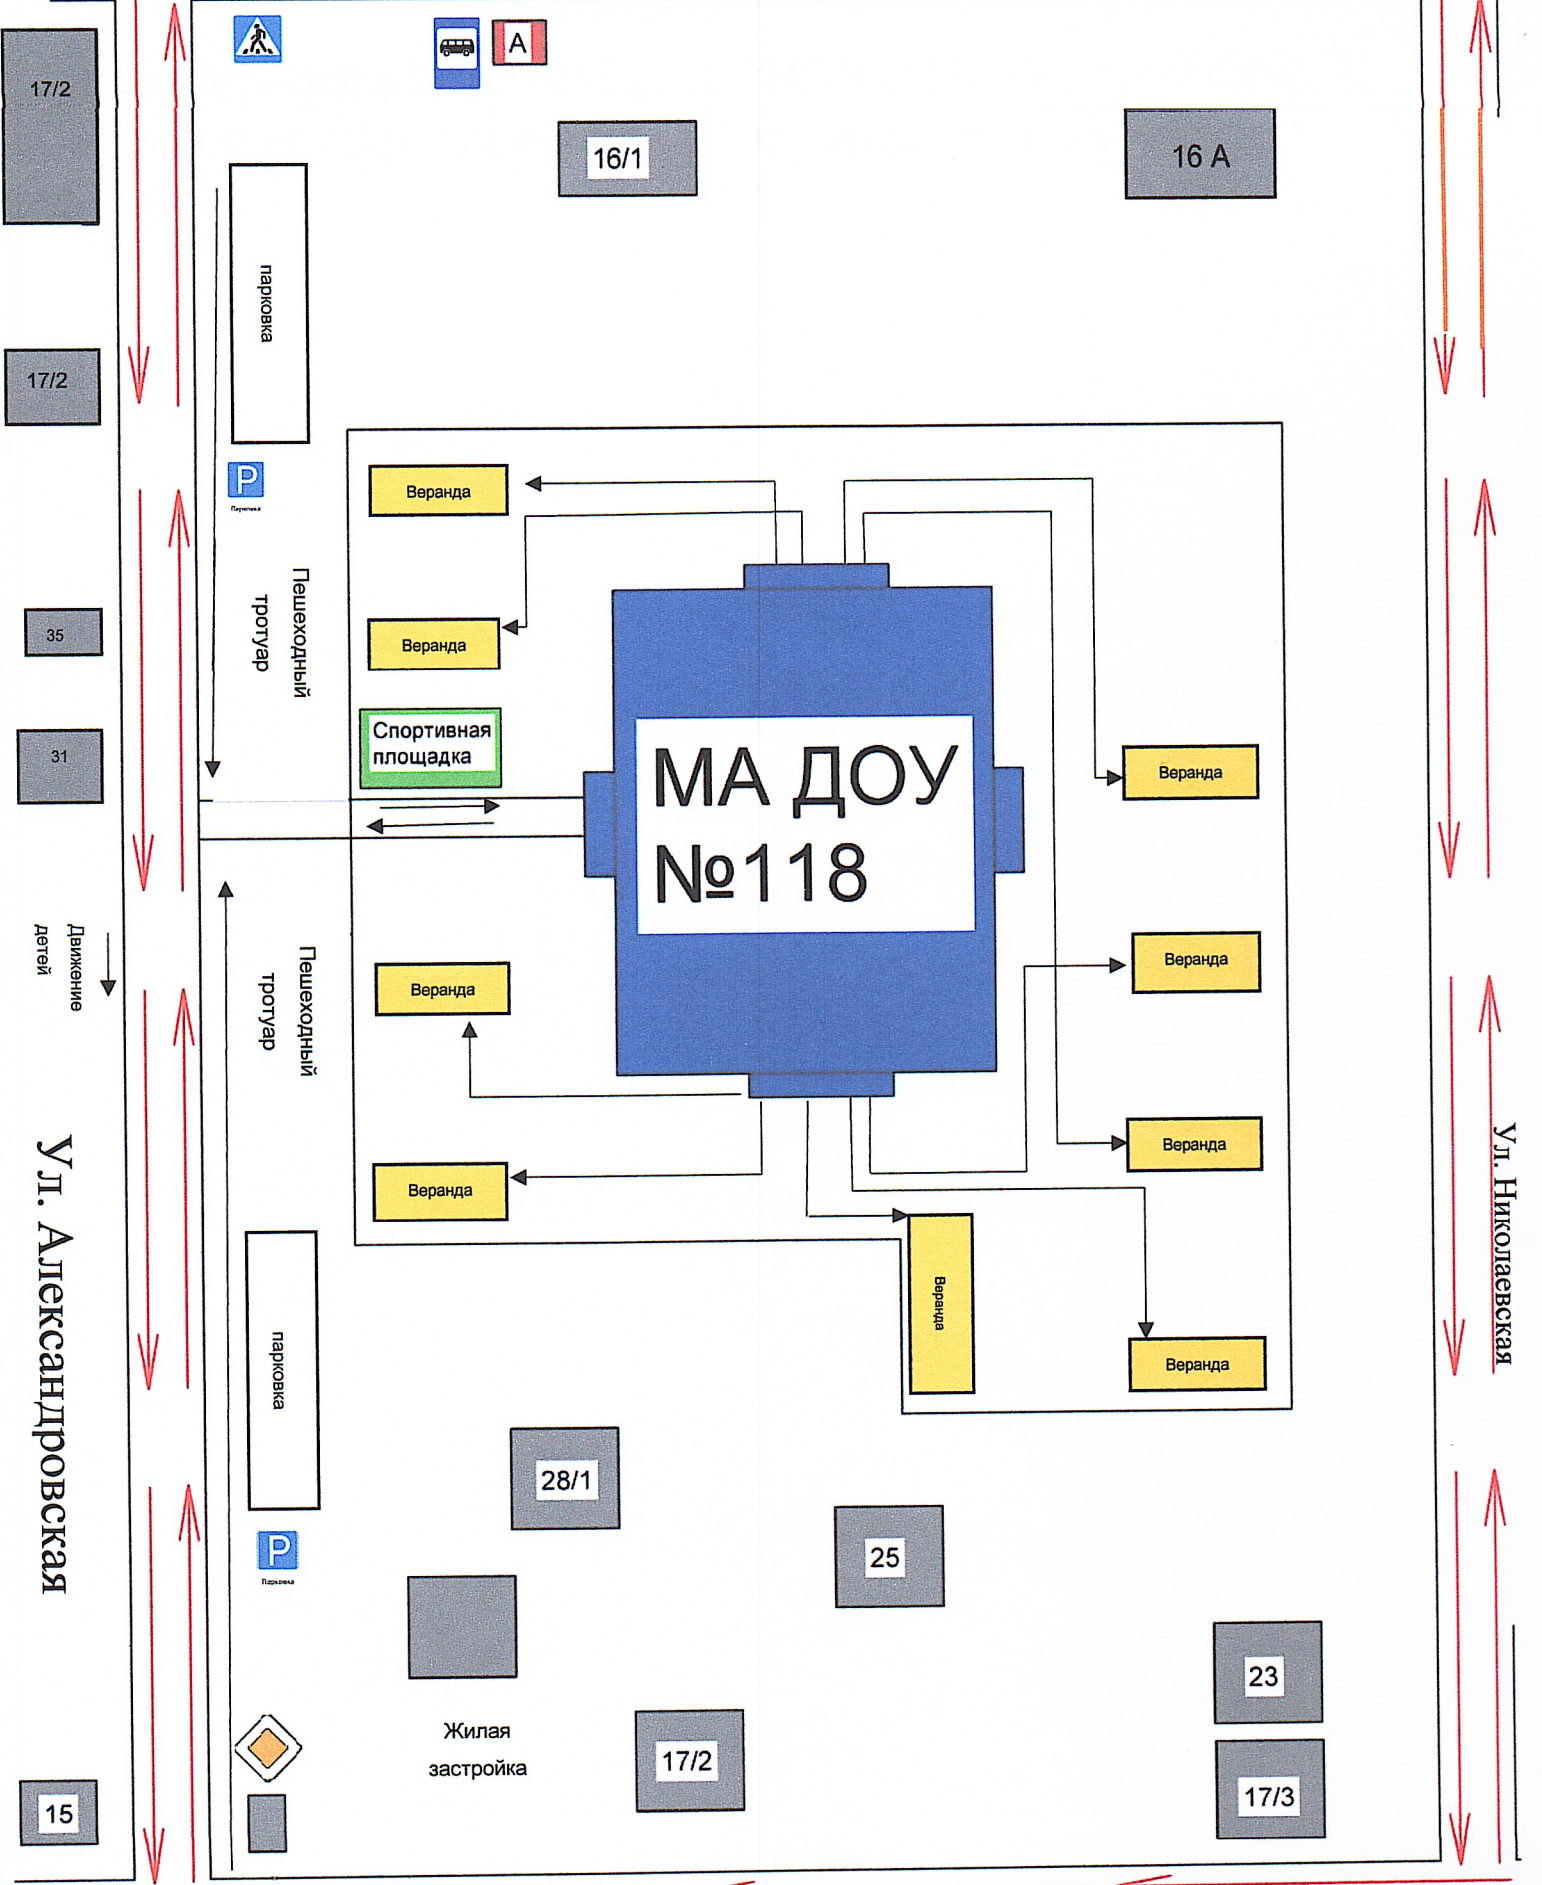 17/2
А
16/1
16 А
парковка
17/2
P
Парковка
Веранда
Пешеходный
тротуар
35
Веранда
31
Спортивная
площадка
МА ДОУ
№118
Веранда
Движение
детей
Пешеходный
тротуар
Веранда
Веранда
Ул. Александровская
Веранда
Веранда
Ул. Николаевская
парковка
Веранда
Веранда
28/1
25
P
Парковка
23
Жилая
застройка
17/2
15
17/3